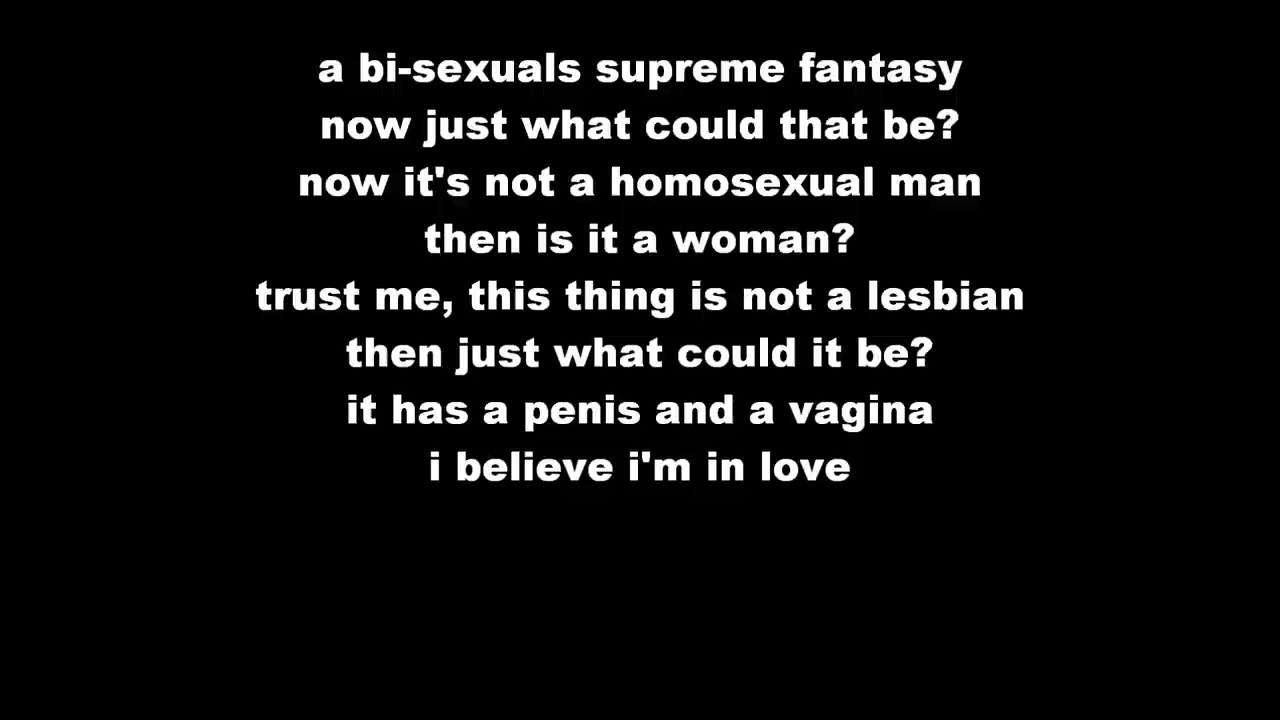 a bi-sexuals supreme fantasy
now just what could that be?
now it's not a homosexual man
then is it a woman?
trust me, this thing is not a lesbian
then just what could it be?
it has a penis and a vagina
i believe i'm in love